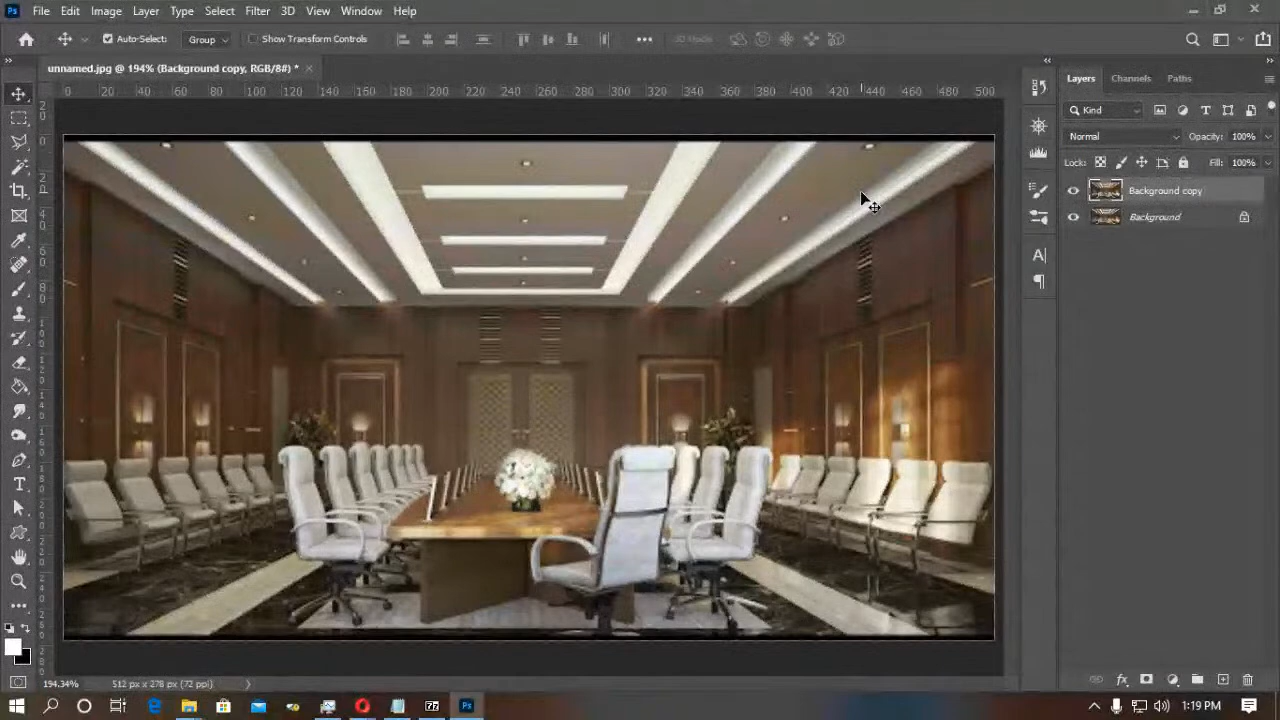 Ps File Edit Image Layer Type Select Filter 3D View Window Help
Auto-Select: Group Show Transform Controls 3D Mode:
unnamed.jpg @ 194% (Background copy, RGB/8#) *
0 20 40 60 80 100 120 140 160 180 200 220 240 260 280 300 320 340 360 380 400 420 440 460 480 500
Layers Channels Paths
Kind
Normal Opacity: 100%
Lock: Fill: 100%
Background copy
Background
194.34% 512 px x 278 px (72 ppi)
1:19 PM